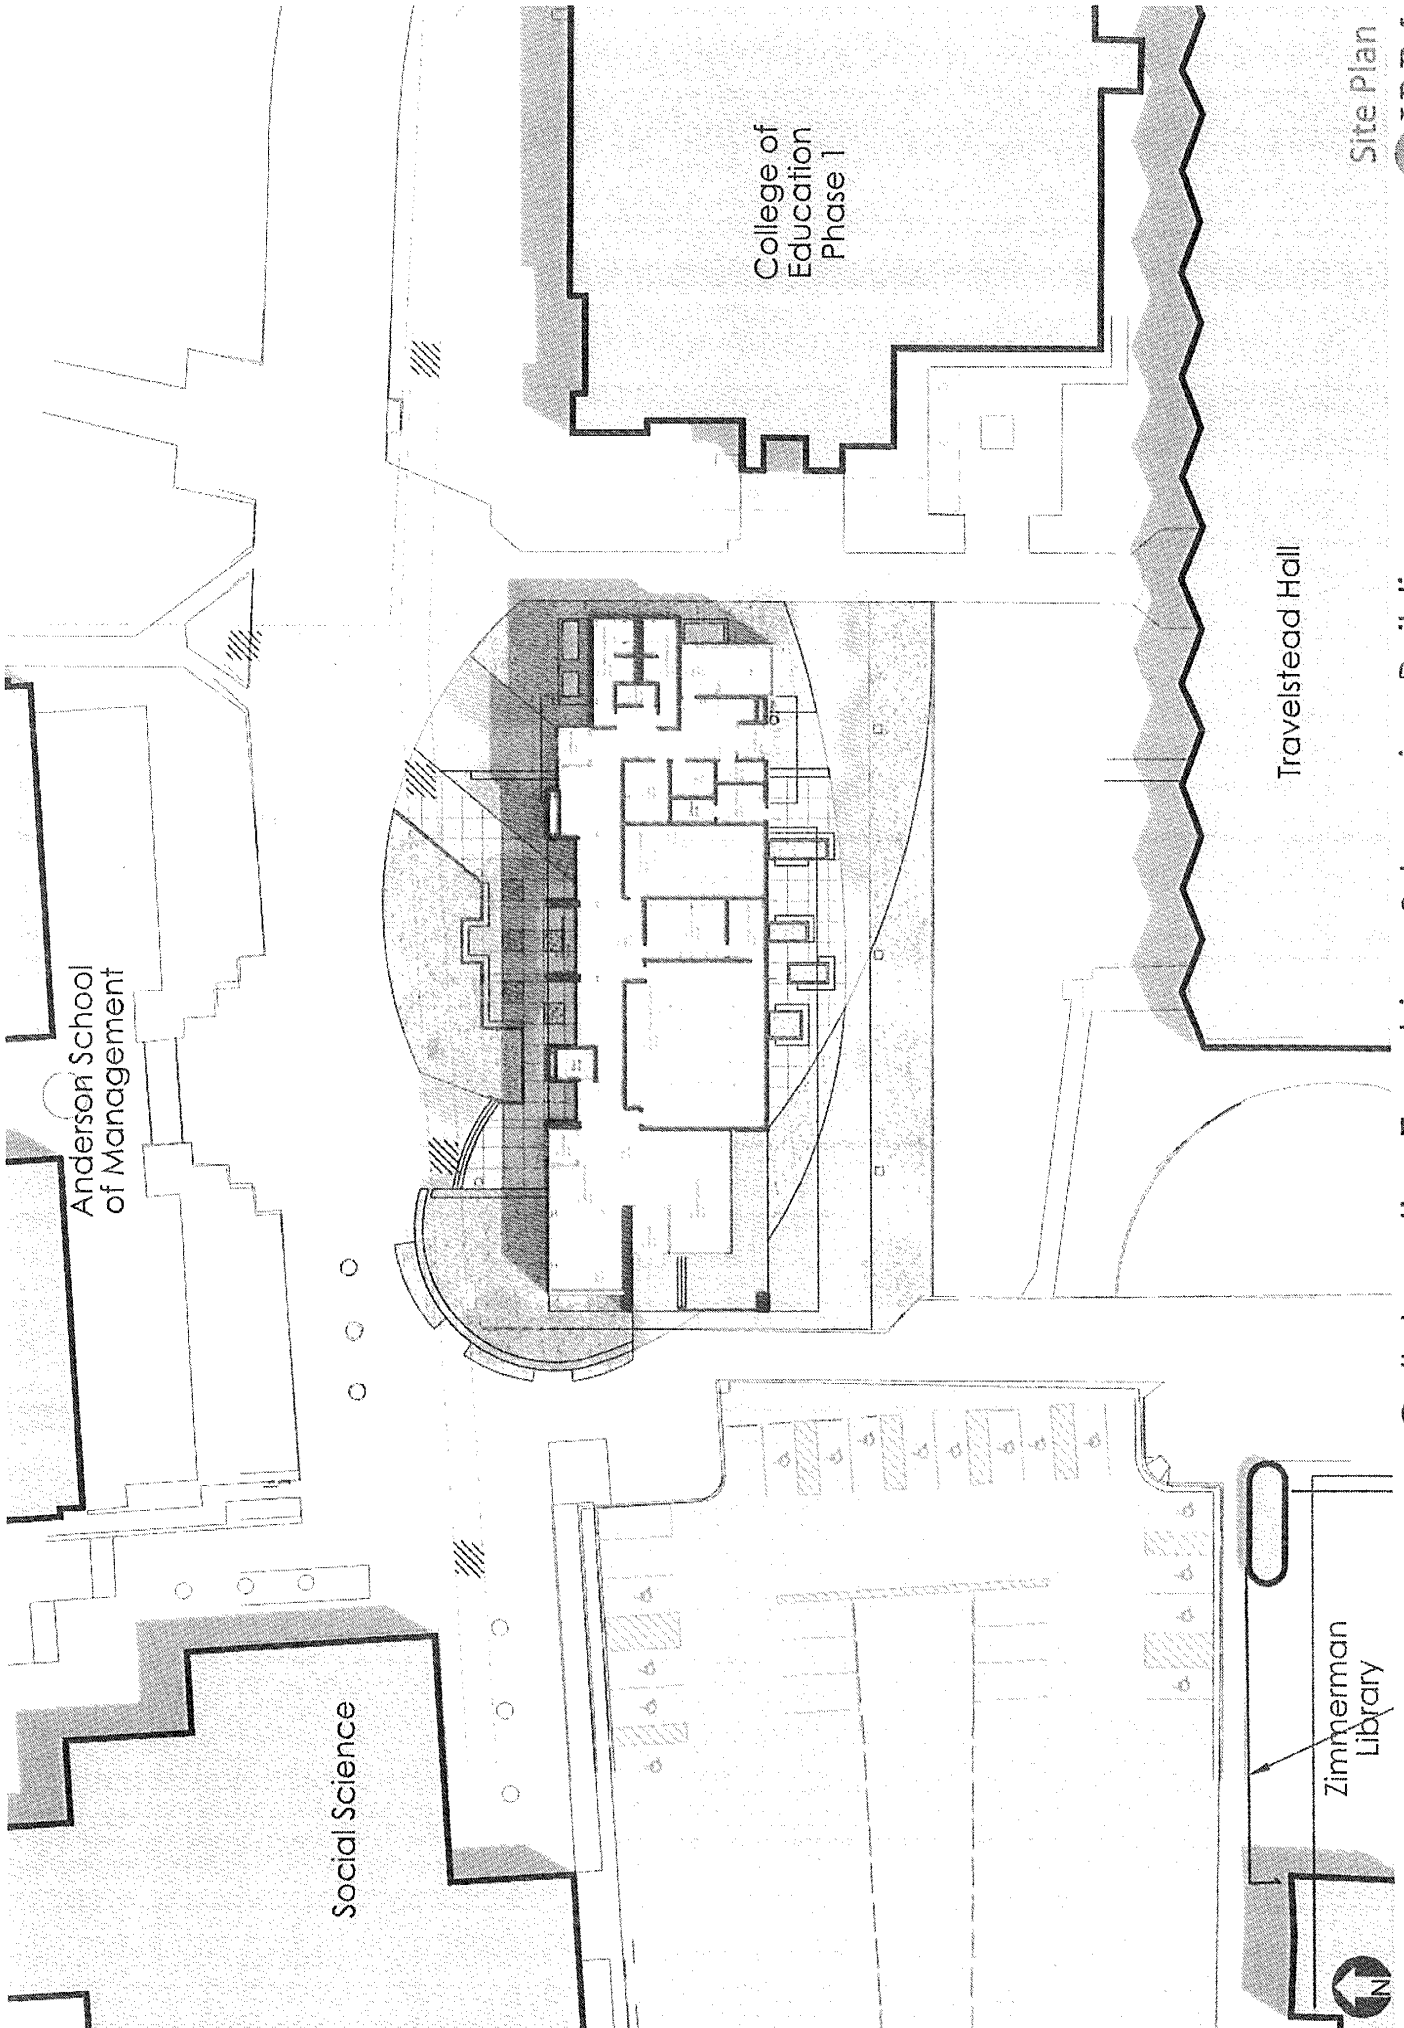 Anderson School
of Management
Social Science
College of
Education
Phase 1
Travelstead Hall
Zimmerman
Library
N
Site Plan